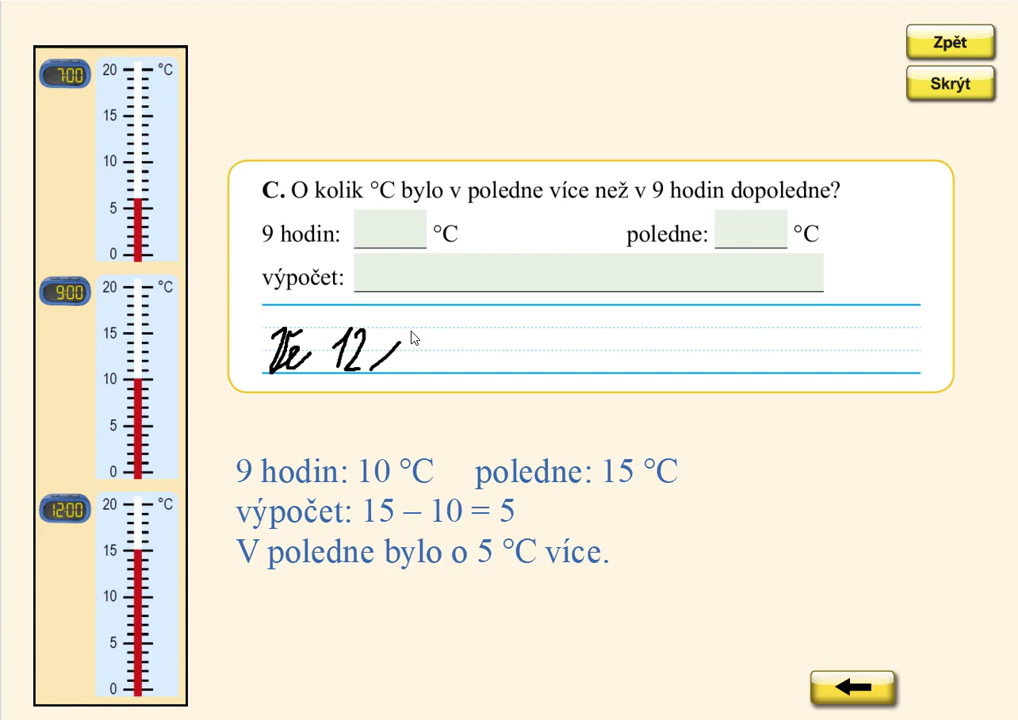 Zpět
Skrýt
7:00
20 °C
15
10
5
0
9:00
20 °C
15
10
5
0
12:00
20 °C
15
10
5
0
C. O kolik °C bylo v poledne více než v 9 hodin dopoledne?
9 hodin: °C poledne: °C
výpočet:
Ve 12
9 hodin: 10 °C poledne: 15 °C
výpočet: 15 – 10 = 5
V poledne bylo o 5 °C více.